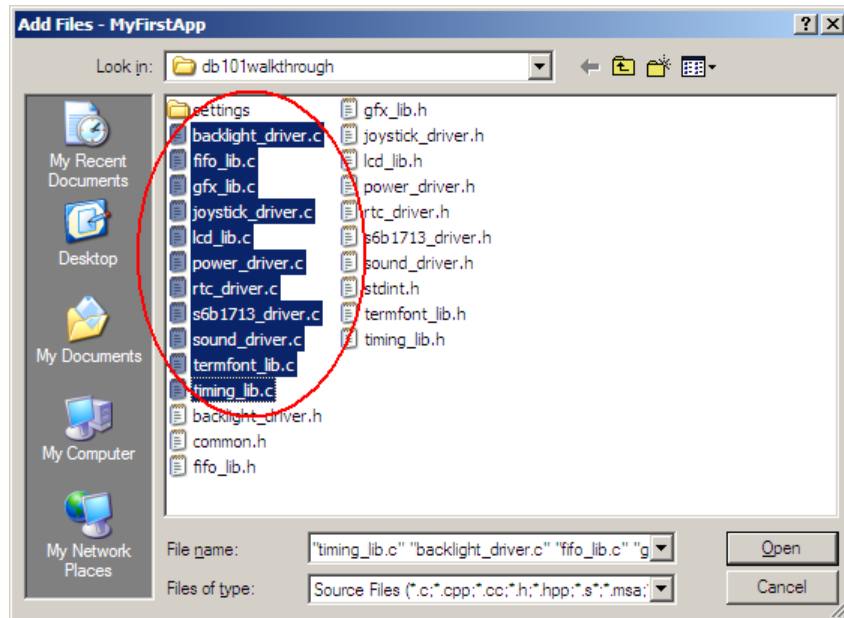 Add Files - MyFirstApp
Look in: db101walkthrough
My Recent
Documents
Desktop
My Documents
My Computer
My Network
Places
settings
backlight_driver.c
fifo_lib.c
gfx_lib.c
joystick_driver.c
lcd_lib.c
power_driver.c
rtc_driver.c
s6b1713_driver.c
sound_driver.c
termfont_lib.c
timing_lib.c
backlight_driver.h
common.h
fifo_lib.h
gfx_lib.h
joystick_driver.h
lcd_lib.h
power_driver.h
rtc_driver.h
s6b1713_driver.h
sound_driver.h
stdint.h
termfont_lib.h
timing_lib.h
File name: "timing_lib.c" "backlight_driver.c" "fifo_lib.c" "g Open
Files of type: Source Files (*.c;*.cpp;*.cc;*.h;*.hpp;*.s*;*.msa; Cancel